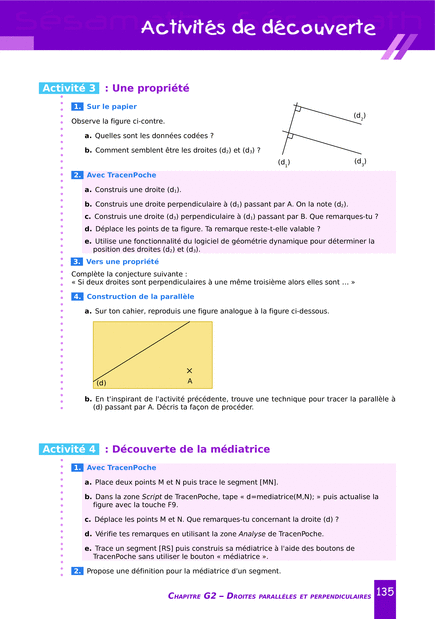 Activités de découverte
Activité 3 : Une propriété
1. Sur le papier
Observe la figure ci-contre.
a. Quelles sont les données codées ?
b. Comment semblent être les droites (d2) et (d3) ?
(d2)
(d1)
(d3)
2. Avec TracenPoche
a. Construis une droite (d1).
b. Construis une droite perpendiculaire à (d1) passant par A. On la note (d2).
c. Construis une droite (d3) perpendiculaire à (d1) passant par B. Que remarques-tu ?
d. Déplace les points de ta figure. Ta remarque reste-t-elle valable ?
e. Utilise une fonctionnalité du logiciel de géométrie dynamique pour déterminer la
position des droites (d2) et (d3).
3. Vers une propriété
Complète la conjecture suivante :
« Si deux droites sont perpendiculaires à une même troisième alors elles sont ... »
4. Construction de la parallèle
a. Sur ton cahier, reproduis une figure analogue à la figure ci-dessous.
(d)
A
b. En t'inspirant de l'activité précédente, trouve une technique pour tracer la parallèle à
(d) passant par A. Décris ta façon de procéder.
Activité 4 : Découverte de la médiatrice
1. Avec TracenPoche
a. Place deux points M et N puis trace le segment [MN].
b. Dans la zone Script de TracenPoche, tape « d=mediatrice(M,N); » puis actualise la
figure avec la touche F9.
c. Déplace les points M et N. Que remarques-tu concernant la droite (d) ?
d. Vérifie tes remarques en utilisant la zone Analyse de TracenPoche.
e. Trace un segment [RS] puis construis sa médiatrice à l'aide des boutons de
TracenPoche sans utiliser le bouton « médiatrice ».
2. Propose une définition pour la médiatrice d'un segment.
CHAPITRE G2 – DROITES PARALLÈLES ET PERPENDICULAIRES 135